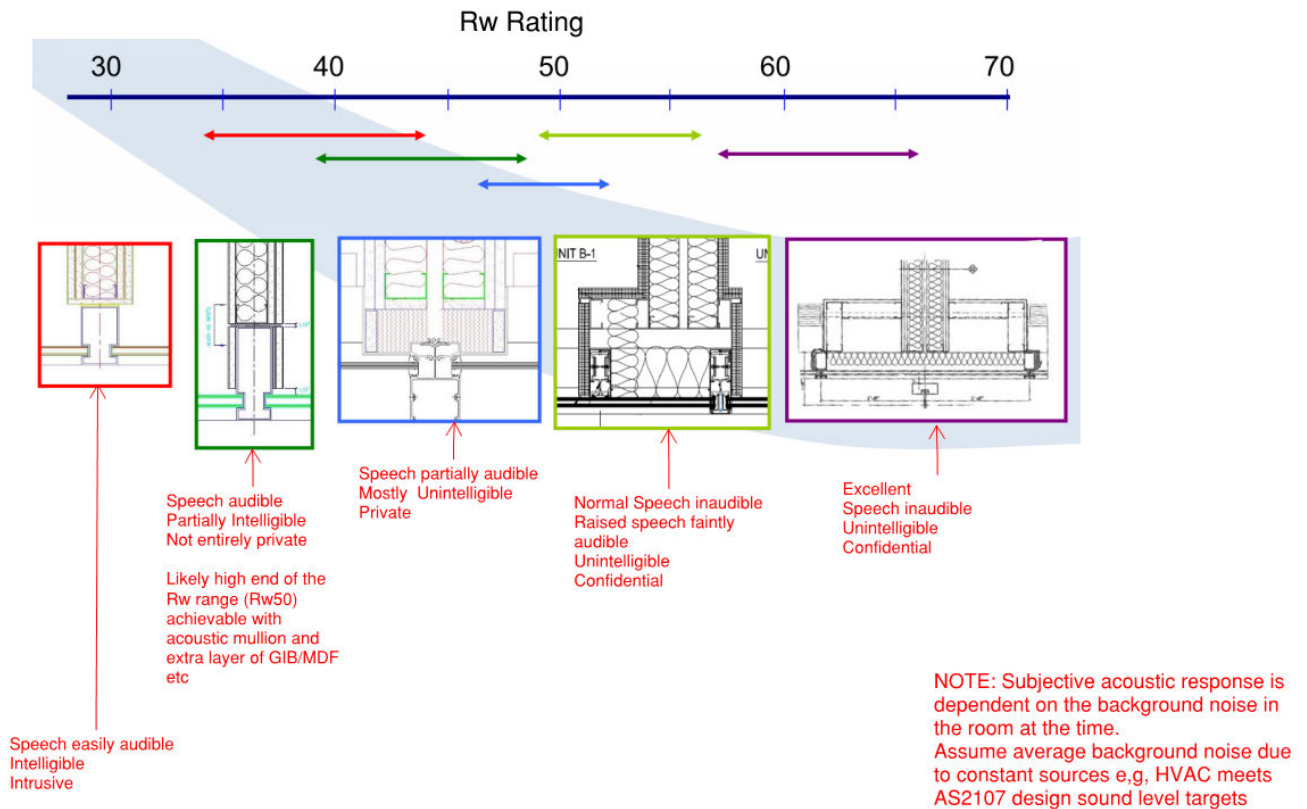 Rw Rating
30 40 50 60 70
NIT B-1
Speech easily audible
Intelligible
Intrusive
Speech audible
Partially Intelligible
Not entirely private
Likely high end of the
Rw range (Rw50)
achievable with
acoustic mullion and
extra layer of GIB/MDF
etc
Speech partially audible
Mostly Unintelligible
Private
Normal Speech inaudible
Raised speech faintly
audible
Unintelligible
Confidential
Excellent
Speech inaudible
Unintelligible
Confidential
NOTE: Subjective acoustic response is
dependent on the background noise in
the room at the time.
Assume average background noise due
to constant sources e,g, HVAC meets
AS2107 design sound level targets